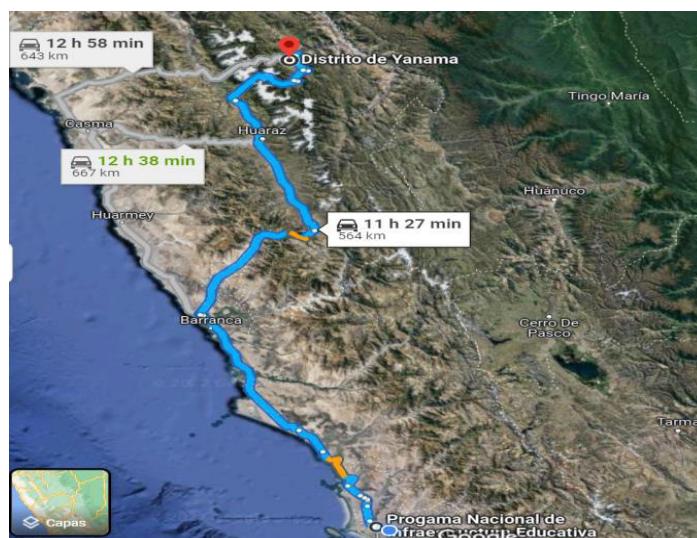 12 h 58 min
643 km
Distrito de Yanama
Tingo María
Casma
Huaraz
12 h 38 min
667 km
Huánuco
Huarmey
11 h 27 min
564 km
Barranca
Cerro De
Pasco
Tarma
Capas
Progama Nacional de
Educativa